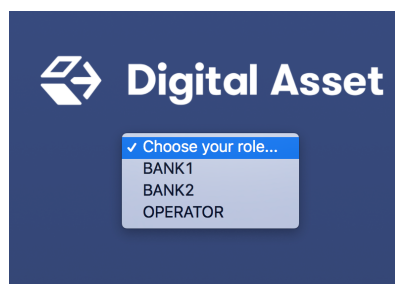 Digital Asset
✓ Choose your role...
BANK1
BANK2
OPERATOR